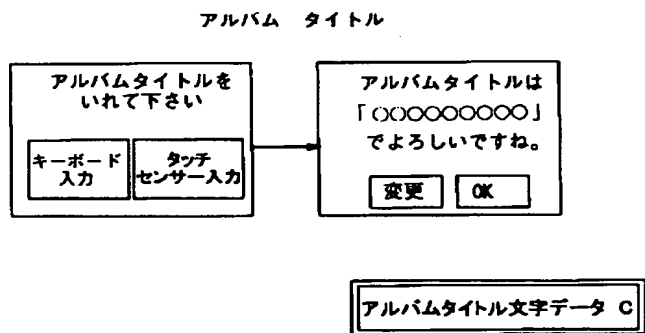 アルバム タイトル
アルバムタイトルを
いれて下さい
キーボード
入力
タッチ
センサー入力
アルバムタイトルは
「○○○○○○○○○」
でよろしいですね。
変更
OK
アルバムタイトル文字データ C